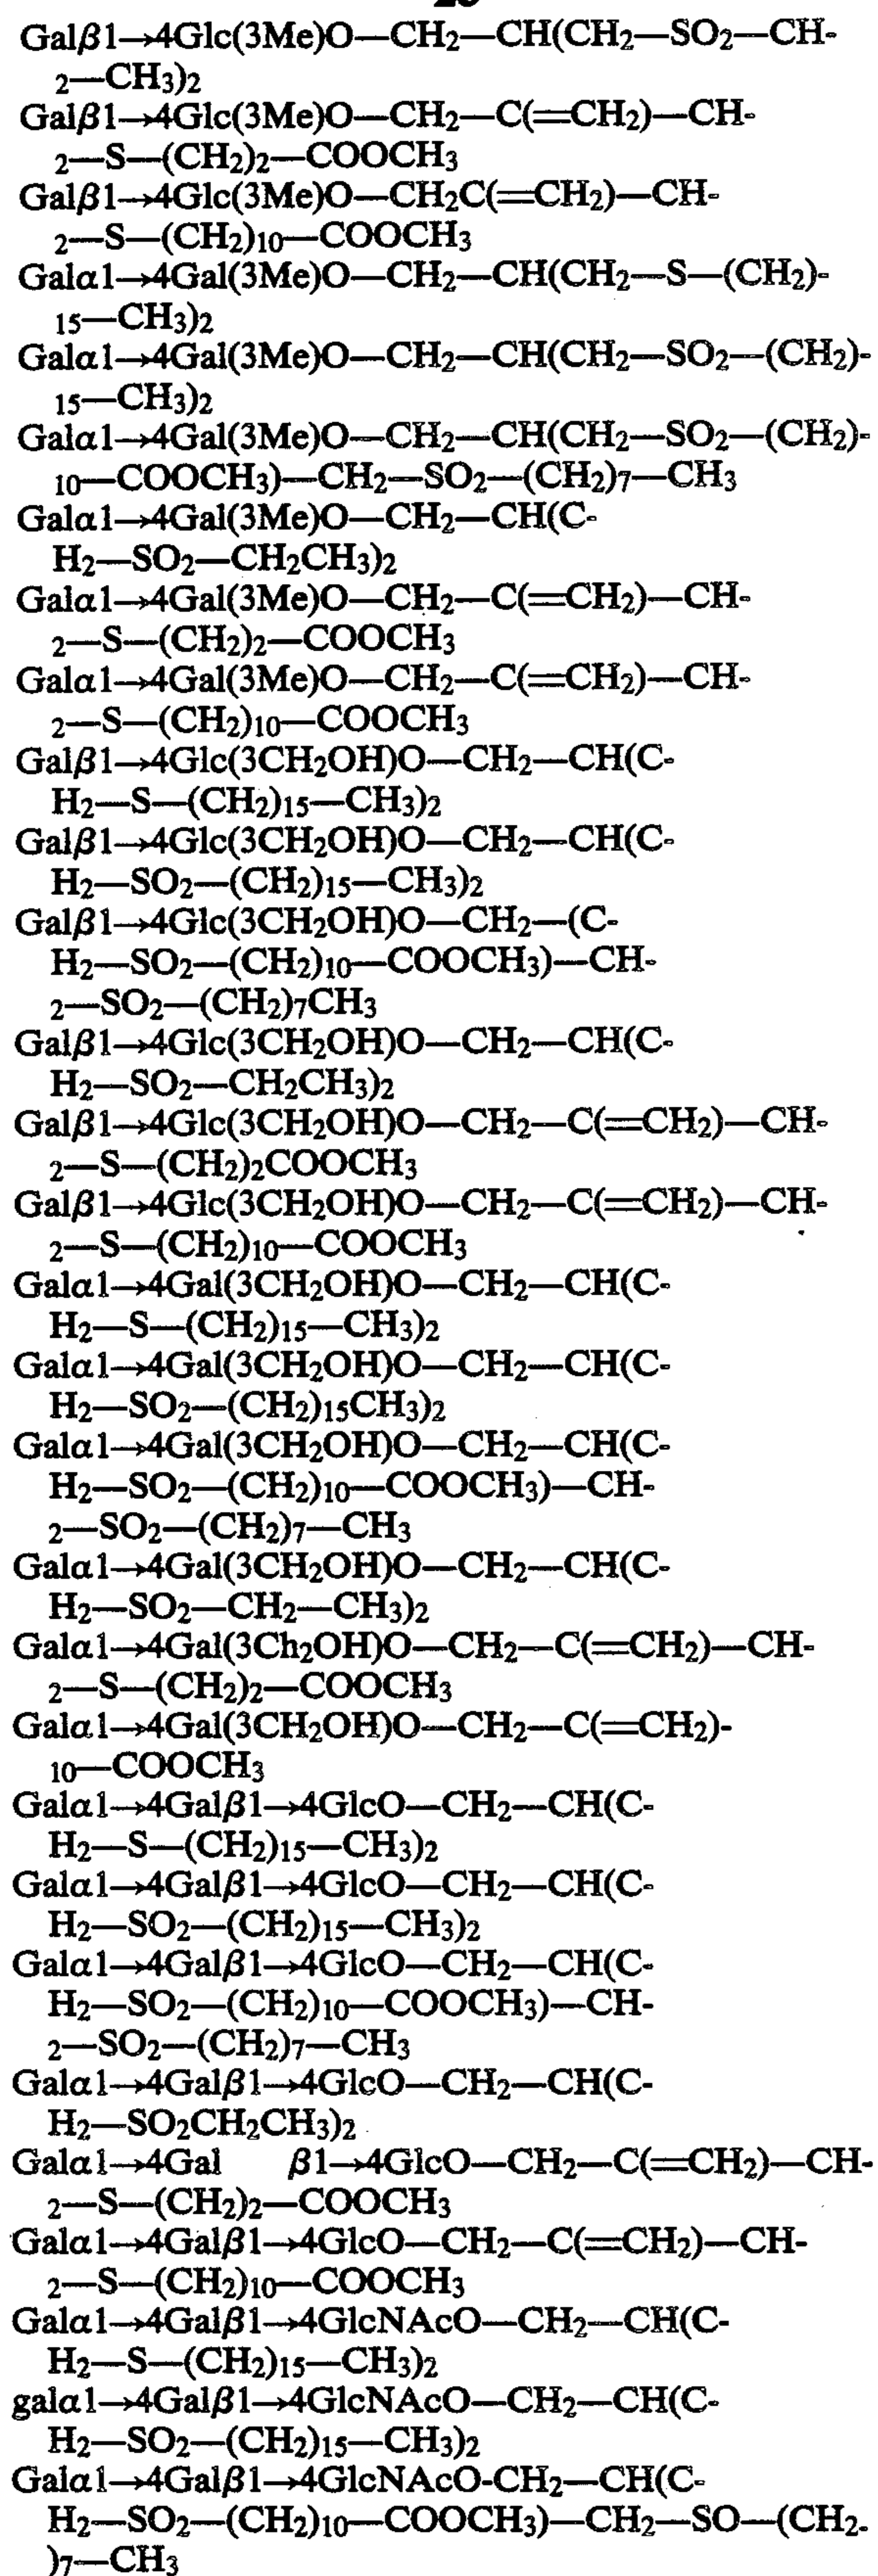 Galβ1→4Glc(3Me)O—CH₂—CH(CH₂—SO₂—CH-
₂—CH₃)₂
Galβ1→4Glc(3Me)O—CH₂—C(=CH₂)—CH-
₂—S—(CH₂)₂—COOCH₃
Galβ1→4Glc(3Me)O—CH₂C(=CH₂)—CH-
₂—S—(CH₂)₁₀—COOCH₃
Galα1→4Gal(3Me)O—CH₂—CH(CH₂—S—(CH₂)-
₁₅—CH₃)₂
Galα1→4Gal(3Me)O—CH₂—CH(CH₂—SO₂—(CH₂)-
₁₅—CH₃)₂
Galα1→4Gal(3Me)O—CH₂—CH(CH₂—SO₂—(CH₂)-
₁₀—COOCH₃)—CH₂—SO₂—(CH₂)₇—CH₃
Galα1→4Gal(3Me)O—CH₂—CH(C-
H₂—SO₂—CH₂CH₃)₂
Galα1→4Gal(3Me)O—CH₂—C(=CH₂)—CH-
₂—S—(CH₂)₂—COOCH₃
Galα1→4Gal(3Me)O—CH₂—C(=CH₂)—CH-
₂—S—(CH₂)₁₀—COOCH₃
Galβ1→4Glc(3CH₂OH)O—CH₂—CH(C-
H₂—S—(CH₂)₁₅—CH₃)₂
Galβ1→4Glc(3CH₂OH)O—CH₂—CH(C-
H₂—SO₂—(CH₂)₁₅—CH₃)₂
Galβ1→4Glc(3CH₂OH)O—CH₂—(C-
H₂—SO₂—(CH₂)₁₀—COOCH₃)—CH-
₂—SO₂—(CH₂)₇CH₃
Galβ1→4Glc(3CH₂OH)O—CH₂—CH(C-
H₂—SO₂—CH₂CH₃)₂
Galβ1→4Glc(3CH₂OH)O—CH₂—C(=CH₂)—CH-
₂—S—(CH₂)₂COOCH₃
Galβ1→4Glc(3CH₂OH)O—CH₂—C(=CH₂)—CH-
₂—S—(CH₂)₁₀—COOCH₃
Galα1→4Gal(3CH₂OH)O—CH₂—CH(C-
H₂—S—(CH₂)₁₅—CH₃)₂
Galα1→4Gal(3CH₂OH)O—CH₂—CH(C-
H₂—SO₂—(CH₂)₁₅CH₃)₂
Galα1→4Gal(3CH₂OH)O—CH₂—CH(C-
H₂—SO₂—(CH₂)₁₀—COOCH₃)—CH-
₂—SO₂—(CH₂)₇—CH₃
Galα1→4Gal(3CH₂OH)O—CH₂—CH(C-
H₂—SO₂—CH₂—CH₃)₂
Galα1→4Gal(3Ch₂OH)O—CH₂—C(=CH₂)—CH-
₂—S—(CH₂)₂—COOCH₃
Galα1→4Gal(3CH₂OH)O—CH₂—C(=CH₂)-
₁₀—COOCH₃
Galα1→4Galβ1→4GlcO—CH₂—CH(C-
H₂—S—(CH₂)₁₅—CH₃)₂
Galα1→4Galβ1→4GlcO—CH₂—CH(C-
H₂—SO₂—(CH₂)₁₅—CH₃)₂
Galα1→4Galβ1→4GlcO—CH₂—CH(C-
H₂—SO₂—(CH₂)₁₀—COOCH₃)—CH-
₂—SO₂—(CH₂)₇—CH₃
Galα1→4Galβ1→4GlcO—CH₂—CH(C-
H₂—SO₂CH₂CH₃)₂
Galα1→4Gal β1→4GlcO—CH₂—C(=CH₂)—CH-
₂—S—(CH₂)₂—COOCH₃
Galα1→4Galβ1→4GlcO—CH₂—C(=CH₂)—CH-
₂—S—(CH₂)₁₀—COOCH₃
Galα1→4Galβ1→4GlcNAcO—CH₂—CH(C-
H₂—S—(CH₂)₁₅—CH₃)₂
galα1→4Galβ1→4GlcNAcO—CH₂—CH(C-
H₂—SO₂—(CH₂)₁₅—CH₃)₂
Galα1→4Galβ1→4GlcNAcO-CH₂—CH(C-
H₂—SO₂—(CH₂)₁₀—COOCH₃)—CH₂—SO—(CH₂-
)₇—CH₃